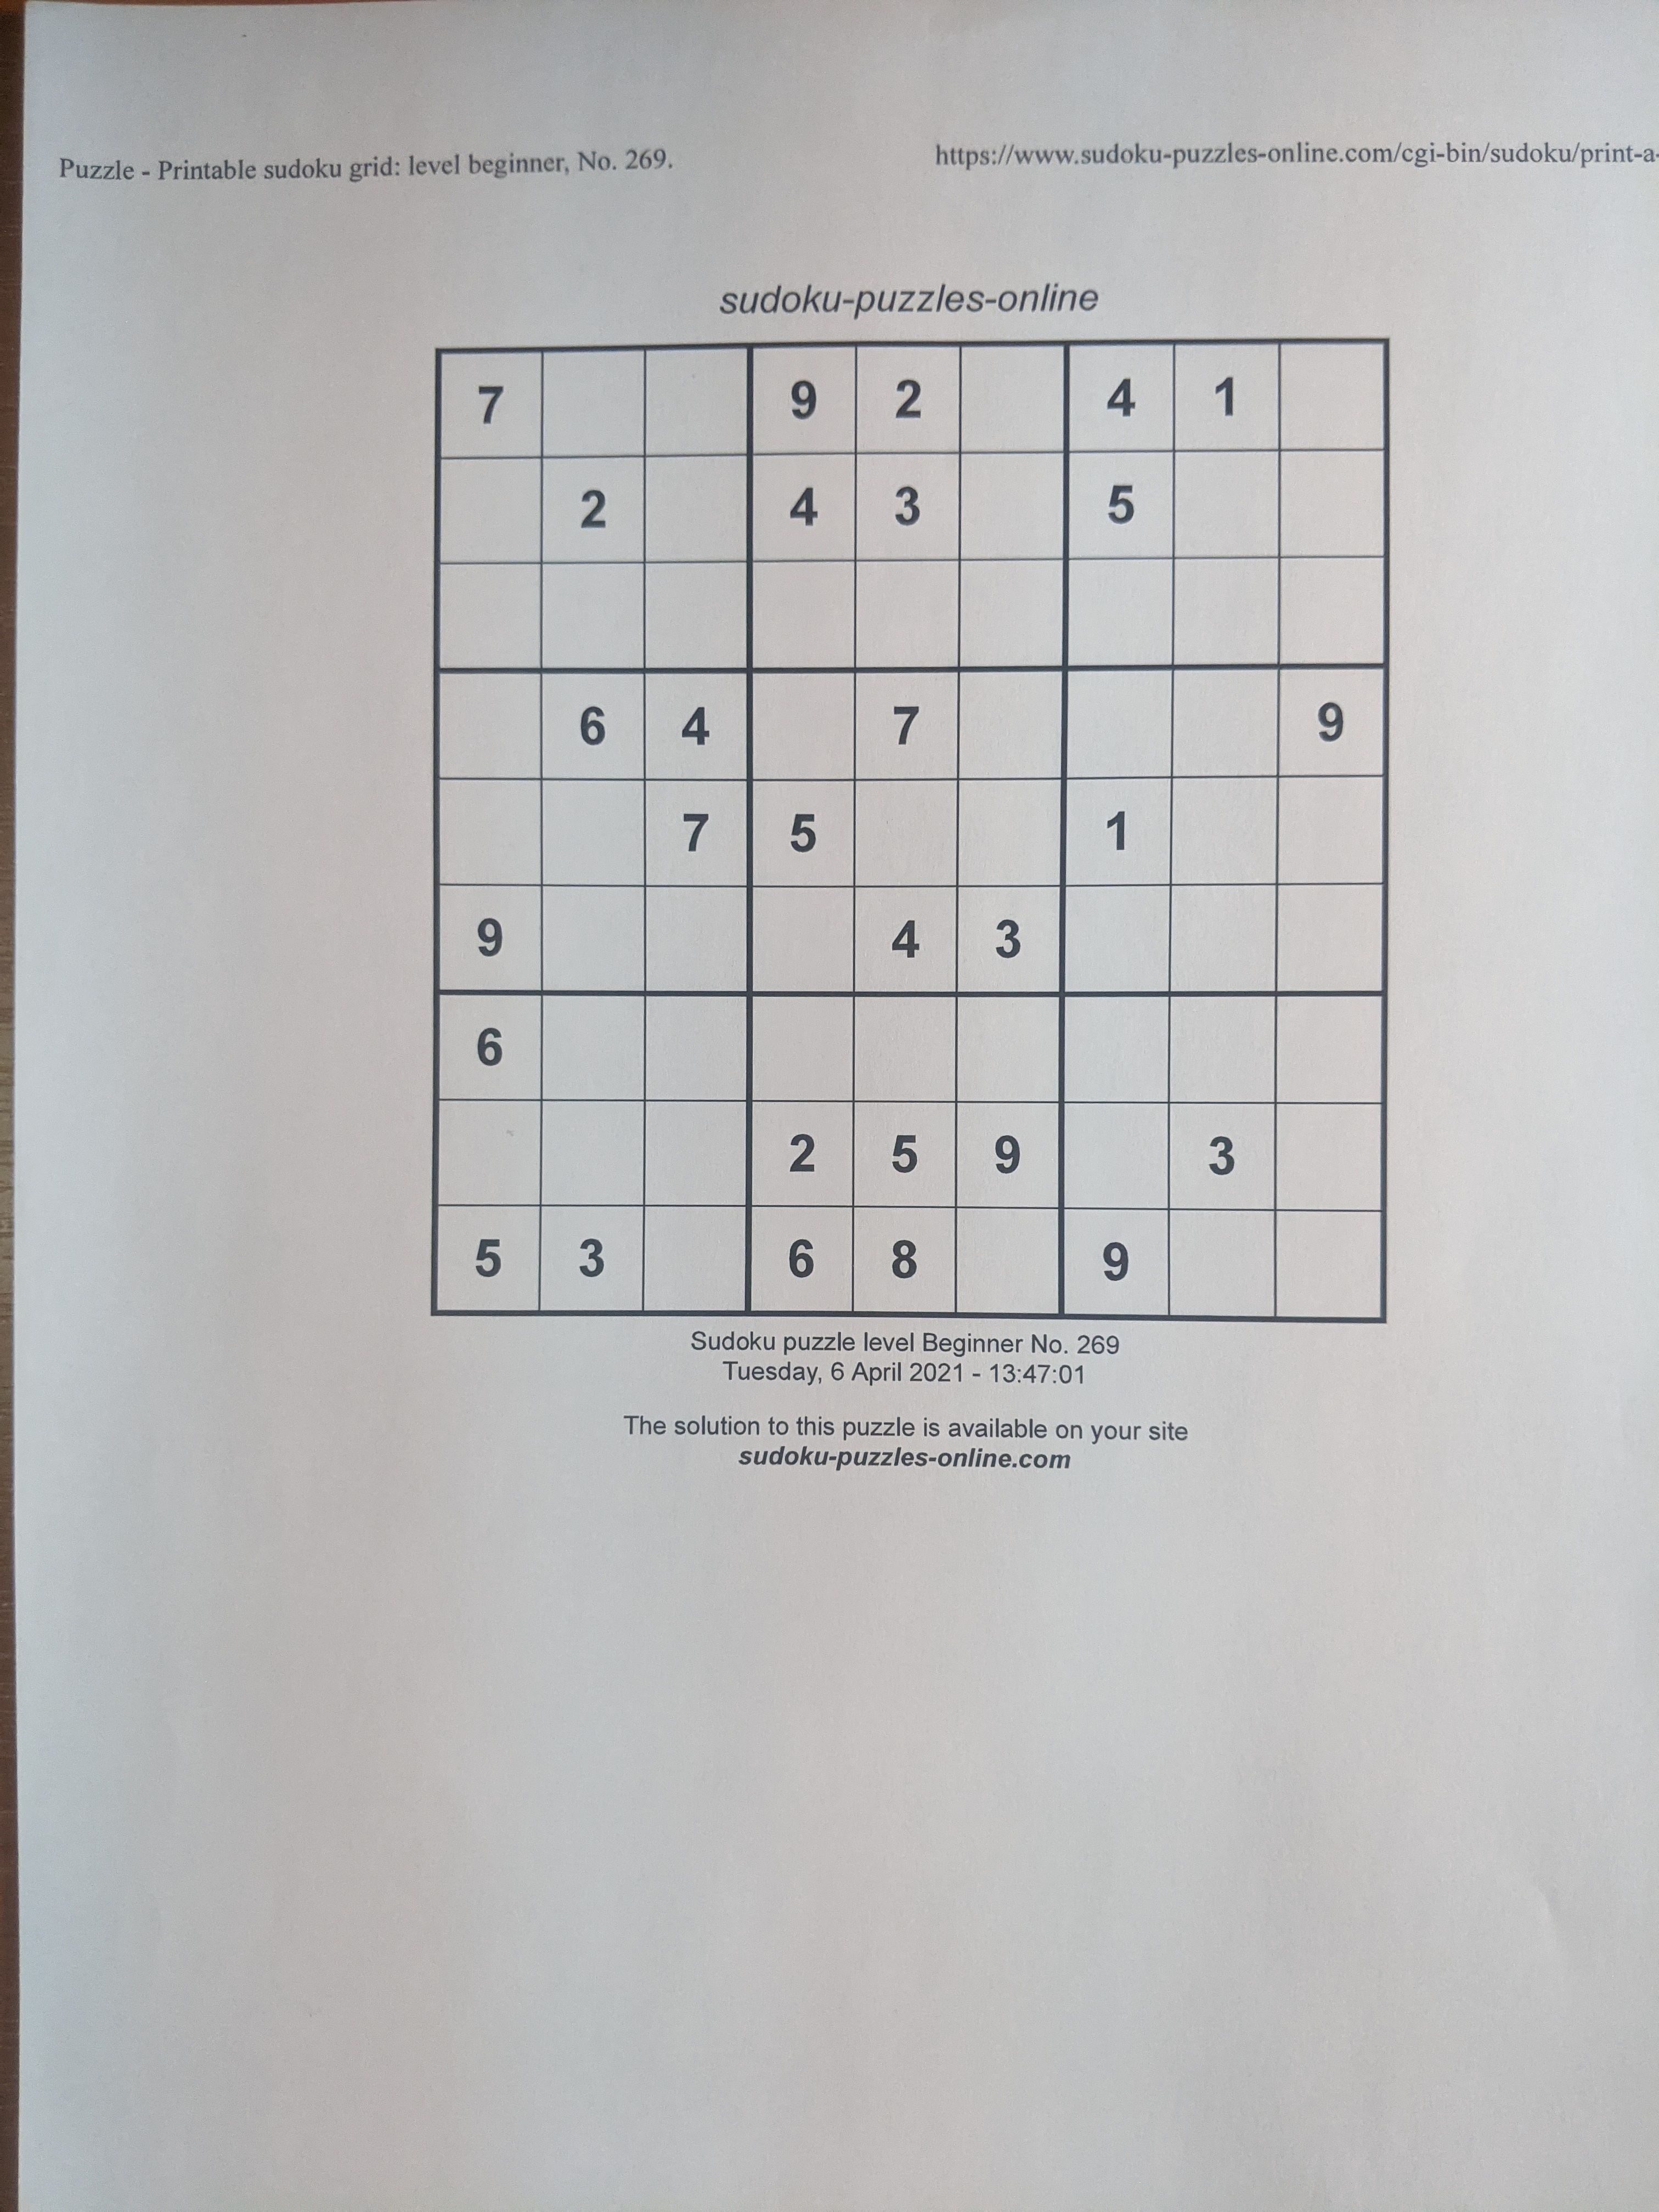 Puzzle - Printable sudoku grid: level beginner, No. 269.
https://www.sudoku-puzzles-online.com/cgi-bin/sudoku/print-a-
sudoku-puzzles-online
7 9 2 4 1
2 4 3 5
6 4 7 9
7 5 1
9 4 3
6
2 5 9 3
5 3 6 8 9
Sudoku puzzle level Beginner No. 269
Tuesday, 6 April 2021 - 13:47:01
The solution to this puzzle is available on your site
sudoku-puzzles-online.com